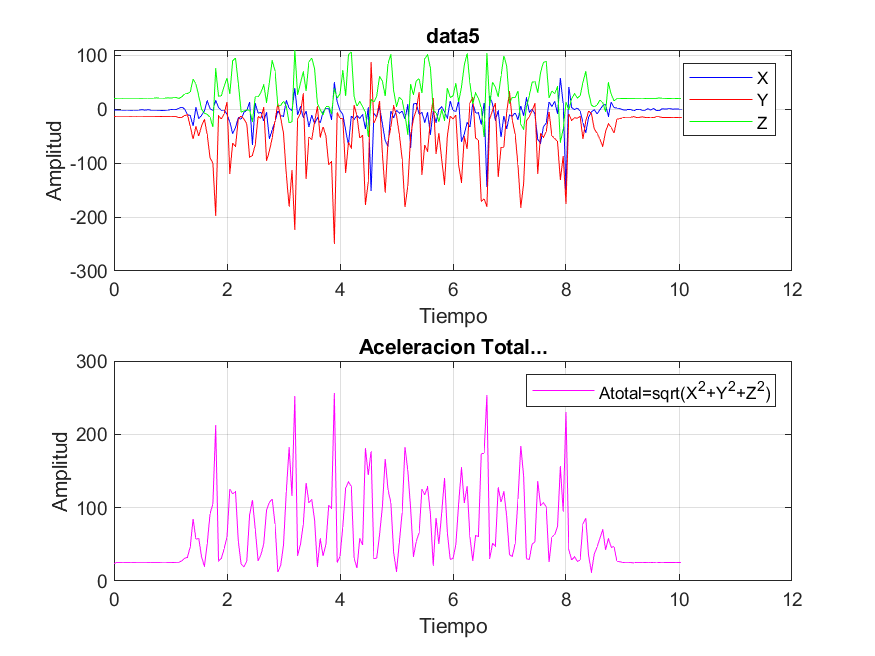 data5
100
0
-100
-200
-300
Amplitud
X
Y
Z
0 2 4 6 8 10 12
Tiempo
Aceleracion Total...
300
200
100
0
Amplitud
Atotal=sqrt(X²+Y²+Z²)
0 2 4 6 8 10 12
Tiempo